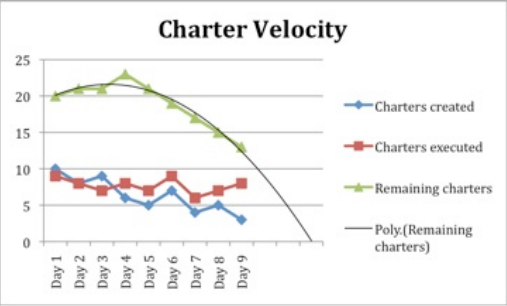 Charter Velocity
25
20
15
10
5
0
Day 1
Day 2
Day 3
Day 4
Day 5
Day 6
Day 7
Day 8
Day 9
Charters created
Charters executed
Remaining charters
Poly.(Remaining
charters)